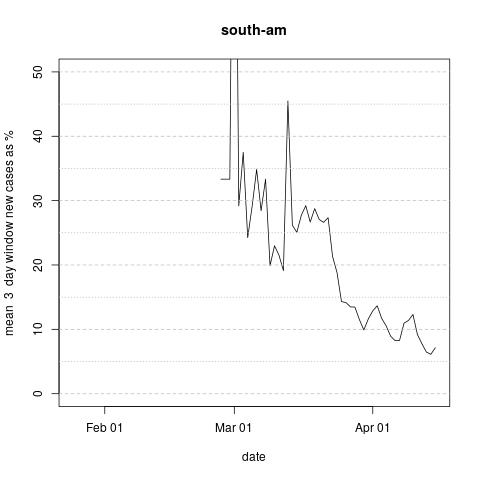 south-am
mean 3 day window new cases as %
50
40
30
20
10
0
Feb 01
Mar 01
Apr 01
date